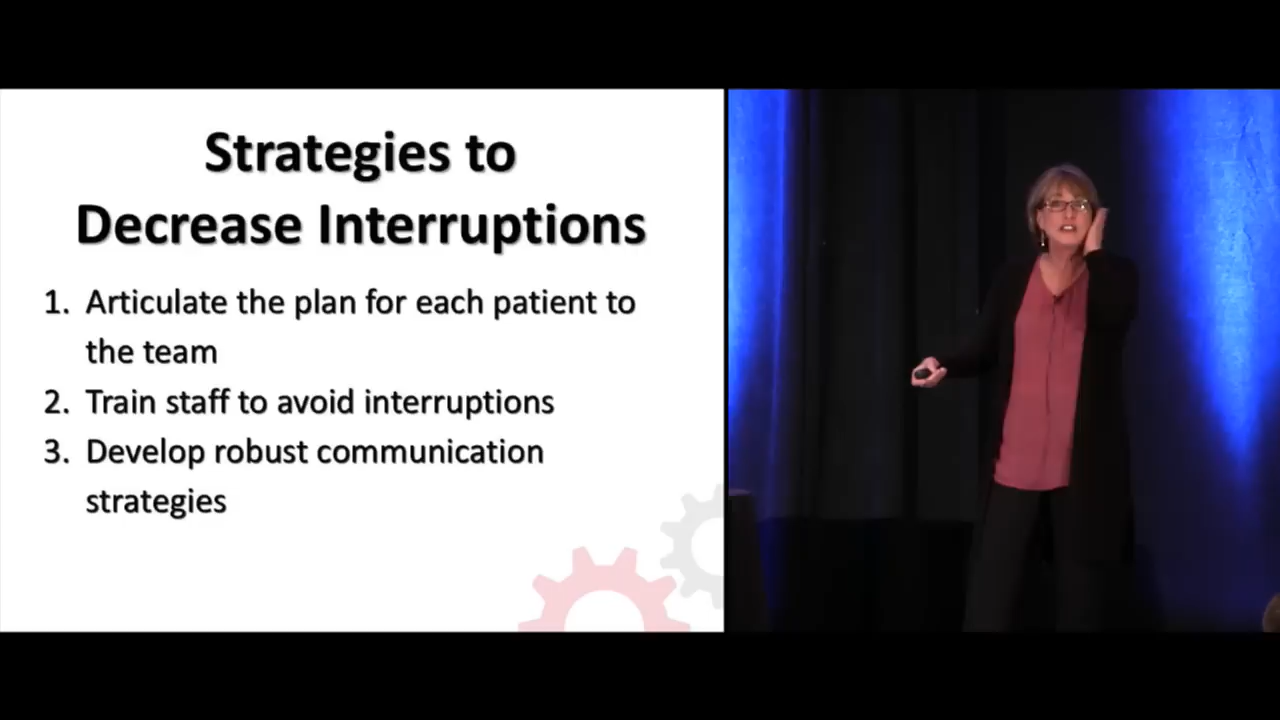 Strategies to
Decrease Interruptions
1. Articulate the plan for each patient to
the team
2. Train staff to avoid interruptions
3. Develop robust communication
strategies